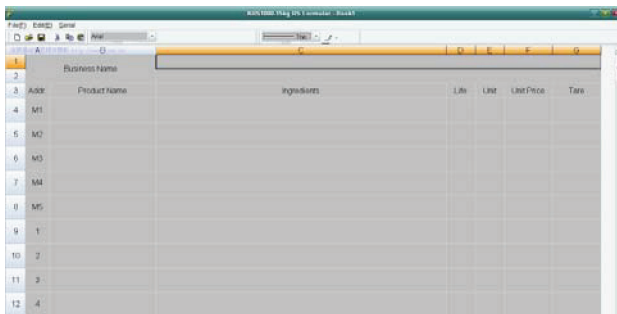 File(F) Edit(E) Serial
Arial
A B C D E F G
1
Business Name
2
3 Addr Product Name Ingredients Life Unit Unit Price Tare
4 M1
5 M2
6 M3
7 M4
8 M5
9 1
10 2
11 3
12 4